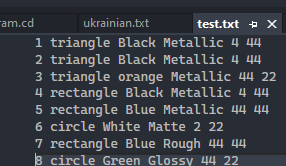 ram.cd ukrainian.txt test.txt
1 triangle Black Metallic 4 44
2 triangle Black Metallic 44 44
3 triangle orange Metallic 44 22
4 rectangle Black Metallic 4 44
5 rectangle Blue Metallic 44 44
6 circle White Matte 2 22
7 rectangle Blue Rough 44 44
8 circle Green Glossy 44 22